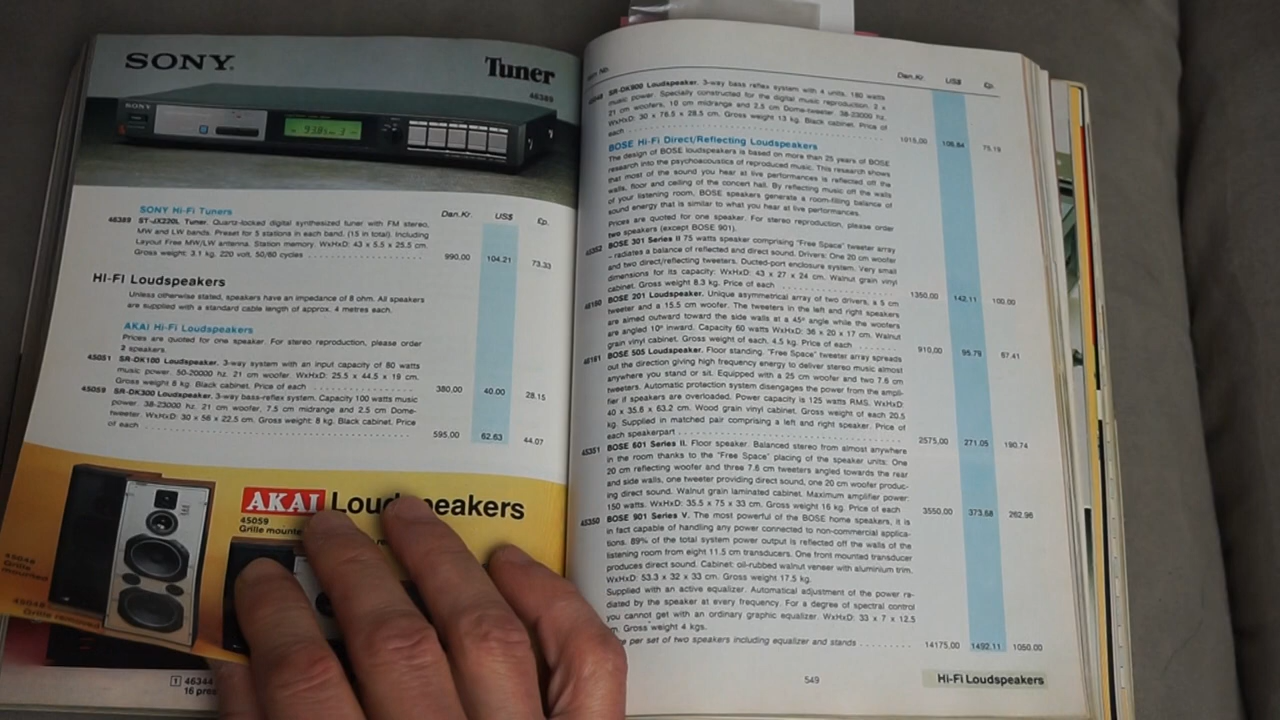 SONY
Tuner
46389
SONY
SONY Hi-Fi Tuners
Dan.Kr. US$ £p.
46389 ST-JX220L Tuner. Quartz-locked digital synthesized tuner with FM stereo,
MW and LW bands. Preset for 5 stations in each band. (15 in total). Including
Layout Free MW/LW antenna. Station memory. WxHxD: 43 x 5.5 x 25.5 cm.
Gross weight: 3.1 kg. 220 volt, 50/60 cycles 990,00 104.21 73.33
HI-FI Loudspeakers
Unless otherwise stated, speakers have an impedance of 8 ohm. All speakers
are supplied with a standard cable length of approx. 4 metres each.
AKAI Hi-Fi Loudspeakers
Prices are quoted for one speaker. For stereo reproduction, please order
2 speakers.
45051 SR-DK100 Loudspeaker. 3-way system with an input capacity of 80 watts
music power. 50-20000 hz. 21 cm woofer. WxHxD: 25.5 x 44.5 x 19 cm.
Gross weight 6 kg. Black cabinet. Price of each 380,00 40.00 28.15
45059 SR-DK300 Loudspeaker. 3-way bass-reflex system. Capacity 100 watts music
power. 38-23000 hz. 21 cm woofer, 7.5 cm midrange and 2.5 cm Dome-
tweeter. WxHxD: 30 x 56 x 22.5 cm. Gross weight: 8 kg. Black cabinet. Price
of each 595,00 62.63 44.07
AKAI Loudspeakers
45059
Grille mounted
Grille
mounted
Grille removed
1 46344
16 pres
Item No. Dan.Kr. US$ £p.
SR-DK900 Loudspeaker. 3-way bass reflex system with 4 units, 180 watts
music power. Specially constructed for the digital music reproduction. 2 x
21 cm woofers, 10 cm midrange and 2.5 cm Dome-tweeter. 38-23000 hz.
WxHxD: 30 x 76.5 x 28.5 cm. Gross weight 13 kg. Black cabinet. Price of
each 1015,00 106.84 75.19
BOSE Hi-Fi Direct/Reflecting Loudspeakers
The design of BOSE loudspeakers is based on more than 25 years of BOSE
research into the psychoacoustics of reproduced music. This research shows
that most of the sound you hear at live performances is reflected off the
walls, floor and ceiling of the concert hall. By reflecting music off the walls
of your listening room, BOSE speakers generate a room-filling balance of
sound energy that is similar to what you hear at live performances.
Prices are quoted for one speaker. For stereo reproduction, please order
two speakers (except BOSE 901).
BOSE 301 Series II 75 watts speaker comprising "Free Space" tweeter array
– radiates a balance of reflected and direct sound. Drivers: One 20 cm woofer
and two direct/reflecting tweeters. Ducted-port enclosure system. Very small
dimensions for its capacity: WxHxD: 43 x 27 x 24 cm. Walnut grain vinyl
cabinet. Gross weight 8.3 kg. Price of each 1350,00 142.11 100.00
BOSE 201 Loudspeaker. Unique asymmetrical array of two drivers, a 5 cm
tweeter and a 15.5 cm woofer. The tweeters in the left and right speakers
are aimed outward toward the side walls at a 45° angle while the woofers
are angled 10° inward. Capacity 60 watts WxHxD: 36 x 20 x 17 cm. Walnut
grain vinyl cabinet. Gross weight, each, 4.5 kg. Price of each 910,00 95.79 67.41
BOSE 505 Loudspeaker. Floor standing. "Free Space" tweeter array spreads
out the direction giving high frequency energy to deliver stereo music almost
anywhere you stand or sit. Equipped with a 25 cm woofer and two 7.6 cm
tweeters. Automatic protection system disengages the power from the ampli-
fier if speakers are overloaded. Power capacity is 125 watts RMS. WxHxD:
40 x 35.6 x 63.2 cm. Wood grain vinyl cabinet. Gross weight of each 20.5
kg. Supplied in matched pair comprising a left and right speaker. Price of
each speakerpart 2575,00 271.05 190.74
45351 BOSE 601 Series II. Floor speaker. Balanced stereo from almost anywhere
in the room thanks to the "Free Space" placing of the speaker units: One
20 cm reflecting woofer and three 7.6 cm tweeters angled towards the rear
and side walls, one tweeter providing direct sound, one 20 cm woofer produc-
ing direct sound. Walnut grain laminated cabinet. Maximum amplifier power:
150 watts. WxHxD: 35.5 x 75 x 33 cm. Gross weight 16 kg. Price of each 3550,00 373.68 262.96
45350 BOSE 901 Series V. The most powerful of the BOSE home speakers, it is
in fact capable of handling any power connected to non-commercial applica-
tions. 89% of the total system power output is reflected off the walls of the
listening room from eight 11.5 cm transducers. One front mounted transducer
produces direct sound. Cabinet: oil-rubbed walnut veneer with aluminium trim.
WxHxD: 53.3 x 32 x 33 cm. Gross weight 17.5 kg.
Supplied with an active equalizer. Automatical adjustment of the power ra-
diated by the speaker at every frequency. For a degree of spectral control
you cannot get with an ordinary graphic equalizer. WxHxD: 33 x 7 x 12.5
cm. Gross weight 4 kgs.
per set of two speakers including equalizer and stands 14175,00 1492.11 1050.00
549
Hi-Fi Loudspeakers